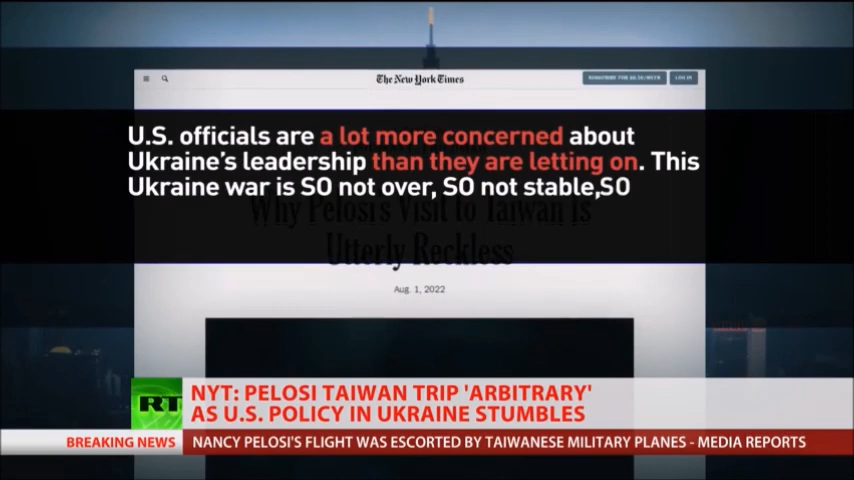 The New York Times
SUBSCRIBE FOR $0.50/WEEK
LOG IN
U.S. officials are a lot more concerned about
Ukraine's leadership than they are letting on. This
Ukraine war is SO not over, SO not stable,SO
Why Pelosi's Visit to Taiwan Is
Utterly Reckless
Aug. 1, 2022
RT
NYT: PELOSI TAIWAN TRIP 'ARBITRARY'
AS U.S. POLICY IN UKRAINE STUMBLES
BREAKING NEWS
NANCY PELOSI'S FLIGHT WAS ESCORTED BY TAIWANESE MILITARY PLANES - MEDIA REPORTS